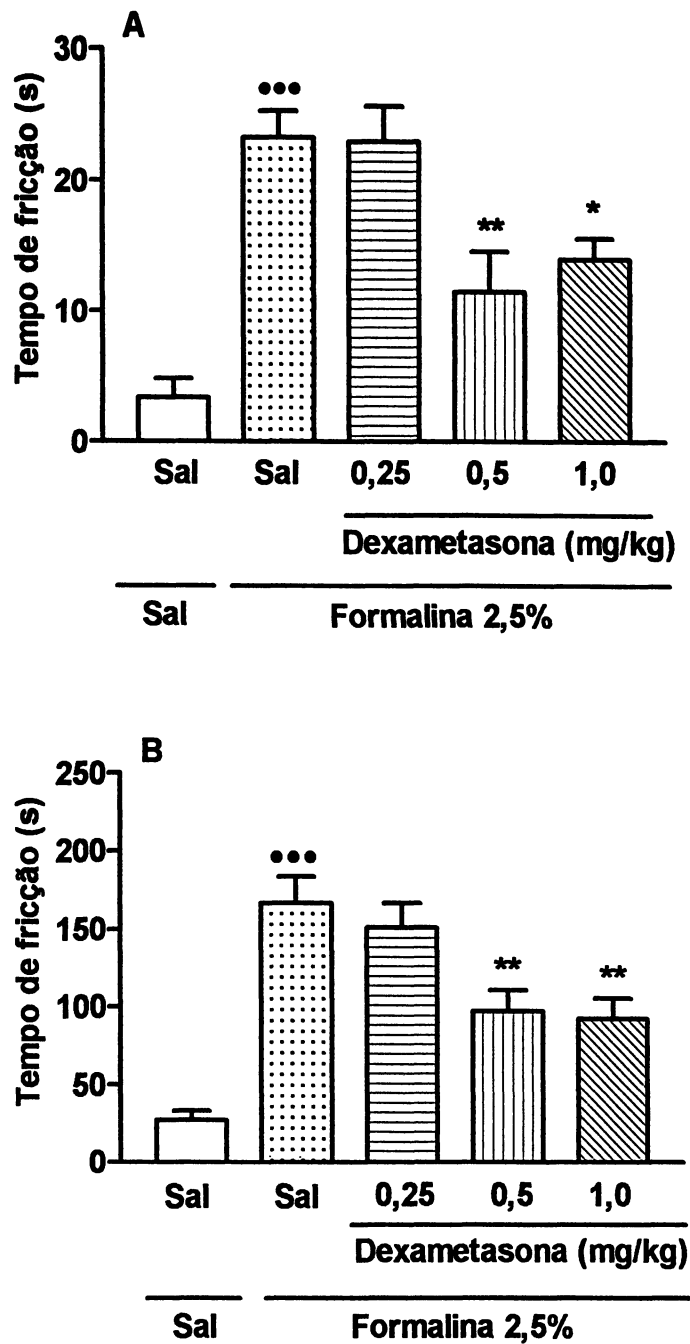 A
Tempo de fricção (s)
30
20
10
0
•••
**
*
Sal
Sal
0,25
0,5
1,0
Dexametasona (mg/kg)
Sal
Formalina 2,5%
B
Tempo de fricção (s)
250
200
150
100
50
0
•••
**
**
Sal
Sal
0,25
0,5
1,0
Dexametasona (mg/kg)
Sal
Formalina 2,5%